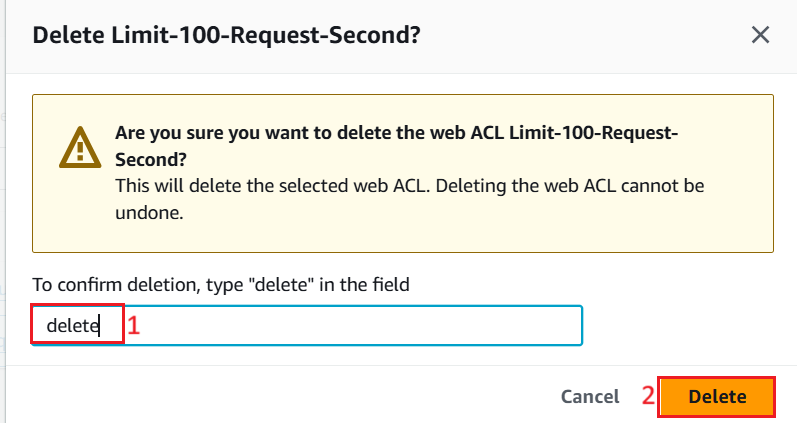 Delete Limit-100-Request-Second?
Are you sure you want to delete the web ACL Limit-100-Request-
Second?
This will delete the selected web ACL. Deleting the web ACL cannot be
undone.
To confirm deletion, type "delete" in the field
delete 1
Cancel 2 Delete